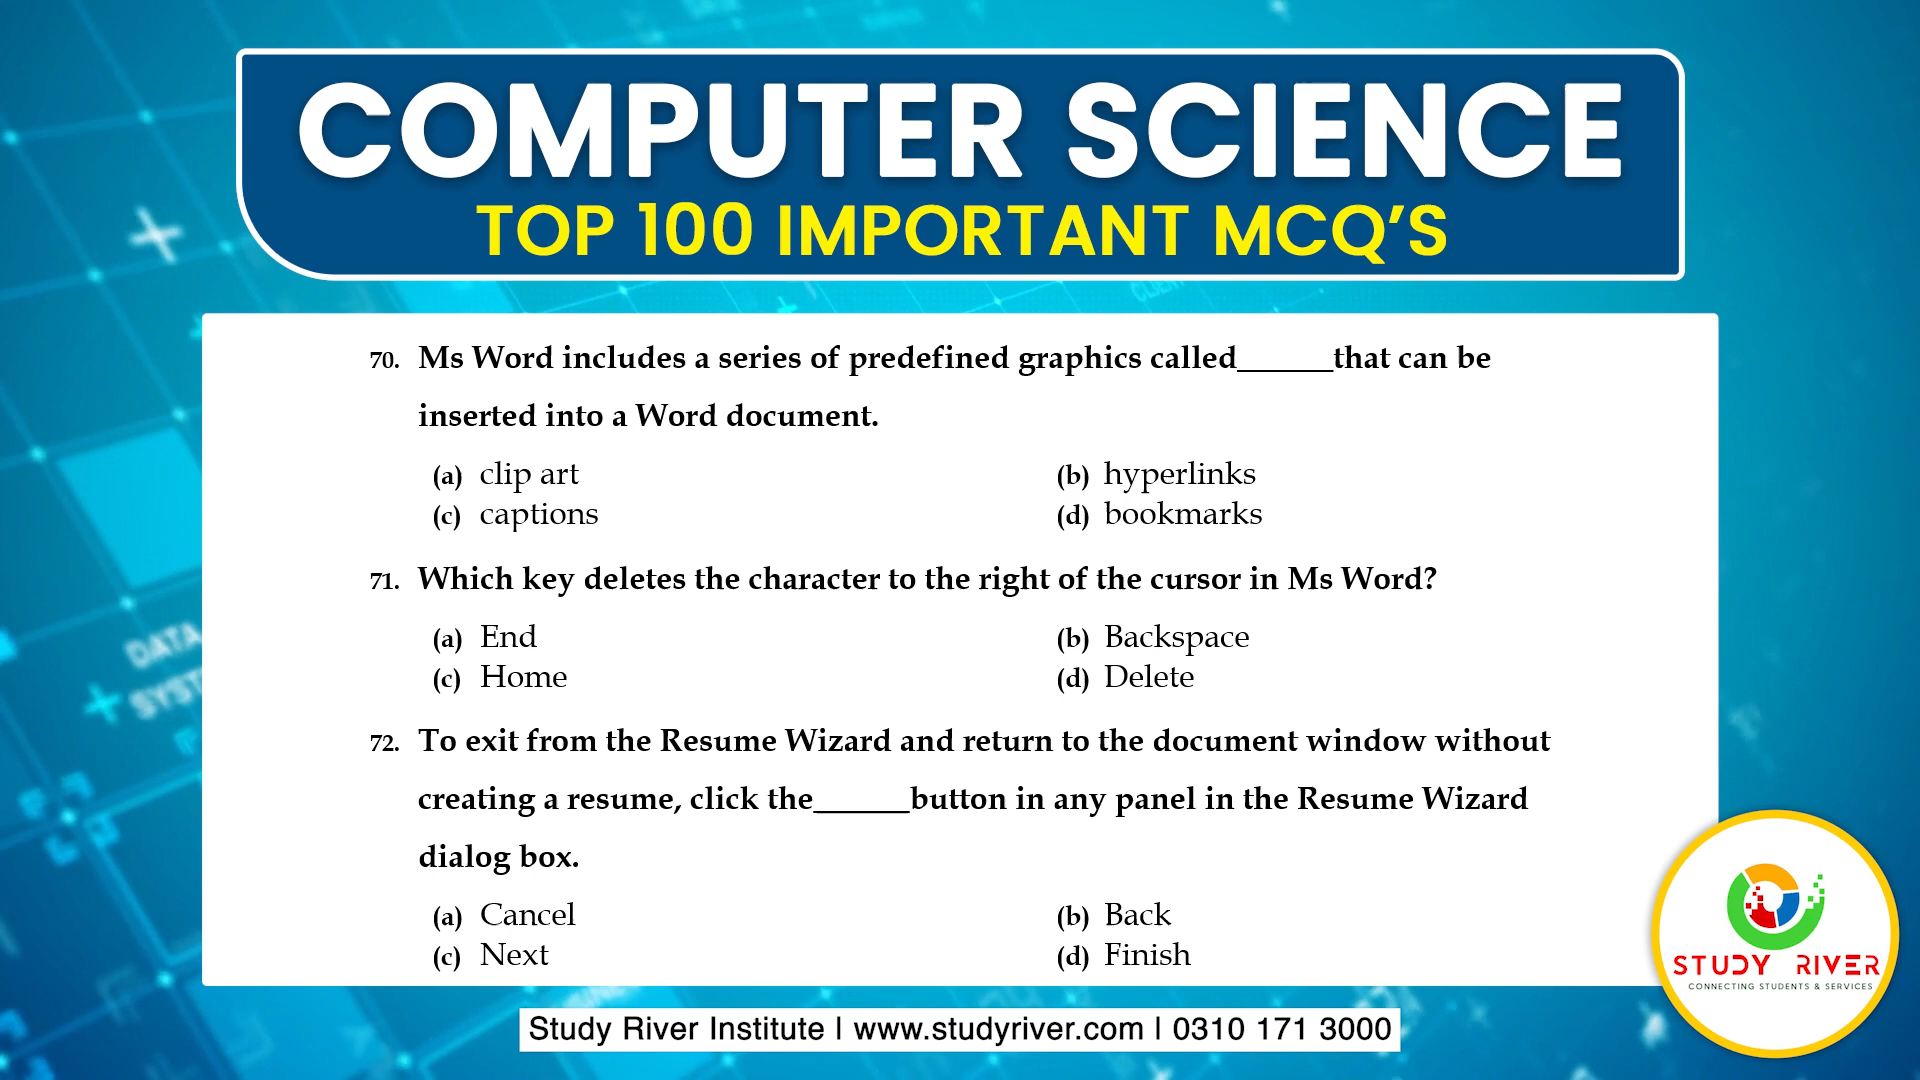 COMPUTER SCIENCE
TOP 100 IMPORTANT MCQ'S
70. Ms Word includes a series of predefined graphics called______that can be
inserted into a Word document.
(a) clip art (b) hyperlinks
(c) captions (d) bookmarks
71. Which key deletes the character to the right of the cursor in Ms Word?
(a) End (b) Backspace
(c) Home (d) Delete
72. To exit from the Resume Wizard and return to the document window without
creating a resume, click the______button in any panel in the Resume Wizard
dialog box.
(a) Cancel (b) Back
(c) Next (d) Finish
DATA
STUDY RIVER
CONNECTING STUDENTS & SERVICES
Study River Institute | www.studyriver.com | 0310 171 3000